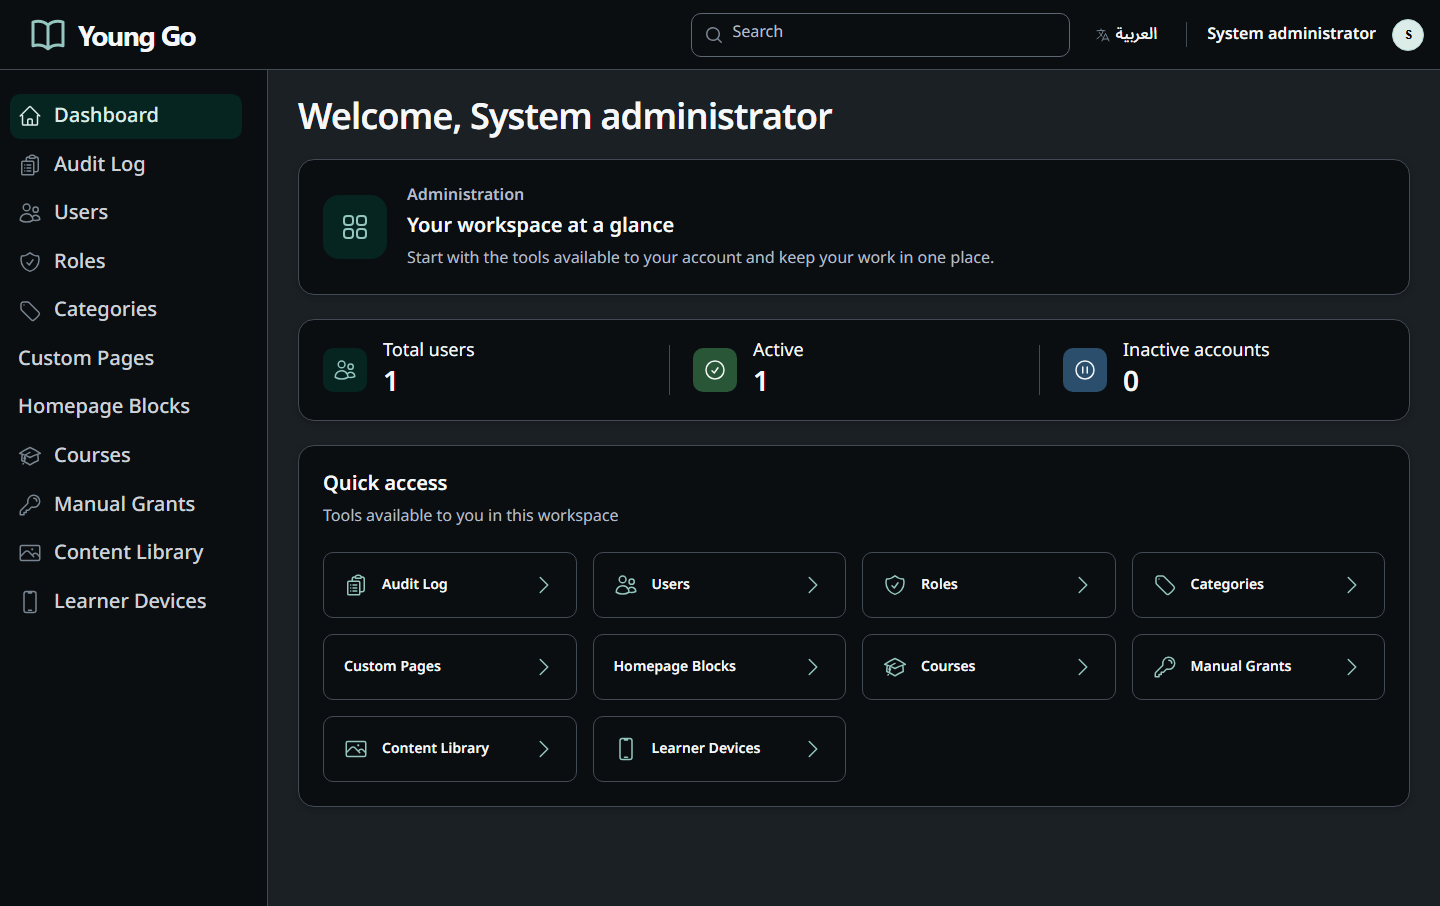 Young Go
Search
العربية
System administrator
S
Dashboard
Audit Log
Users
Roles
Categories
Custom Pages
Homepage Blocks
Courses
Manual Grants
Content Library
Learner Devices
Welcome, System administrator
Administration
Your workspace at a glance
Start with the tools available to your account and keep your work in one place.
Total users
1
Active
1
Inactive accounts
0
Quick access
Tools available to you in this workspace
Audit Log
Users
Roles
Categories
Custom Pages
Homepage Blocks
Courses
Manual Grants
Content Library
Learner Devices